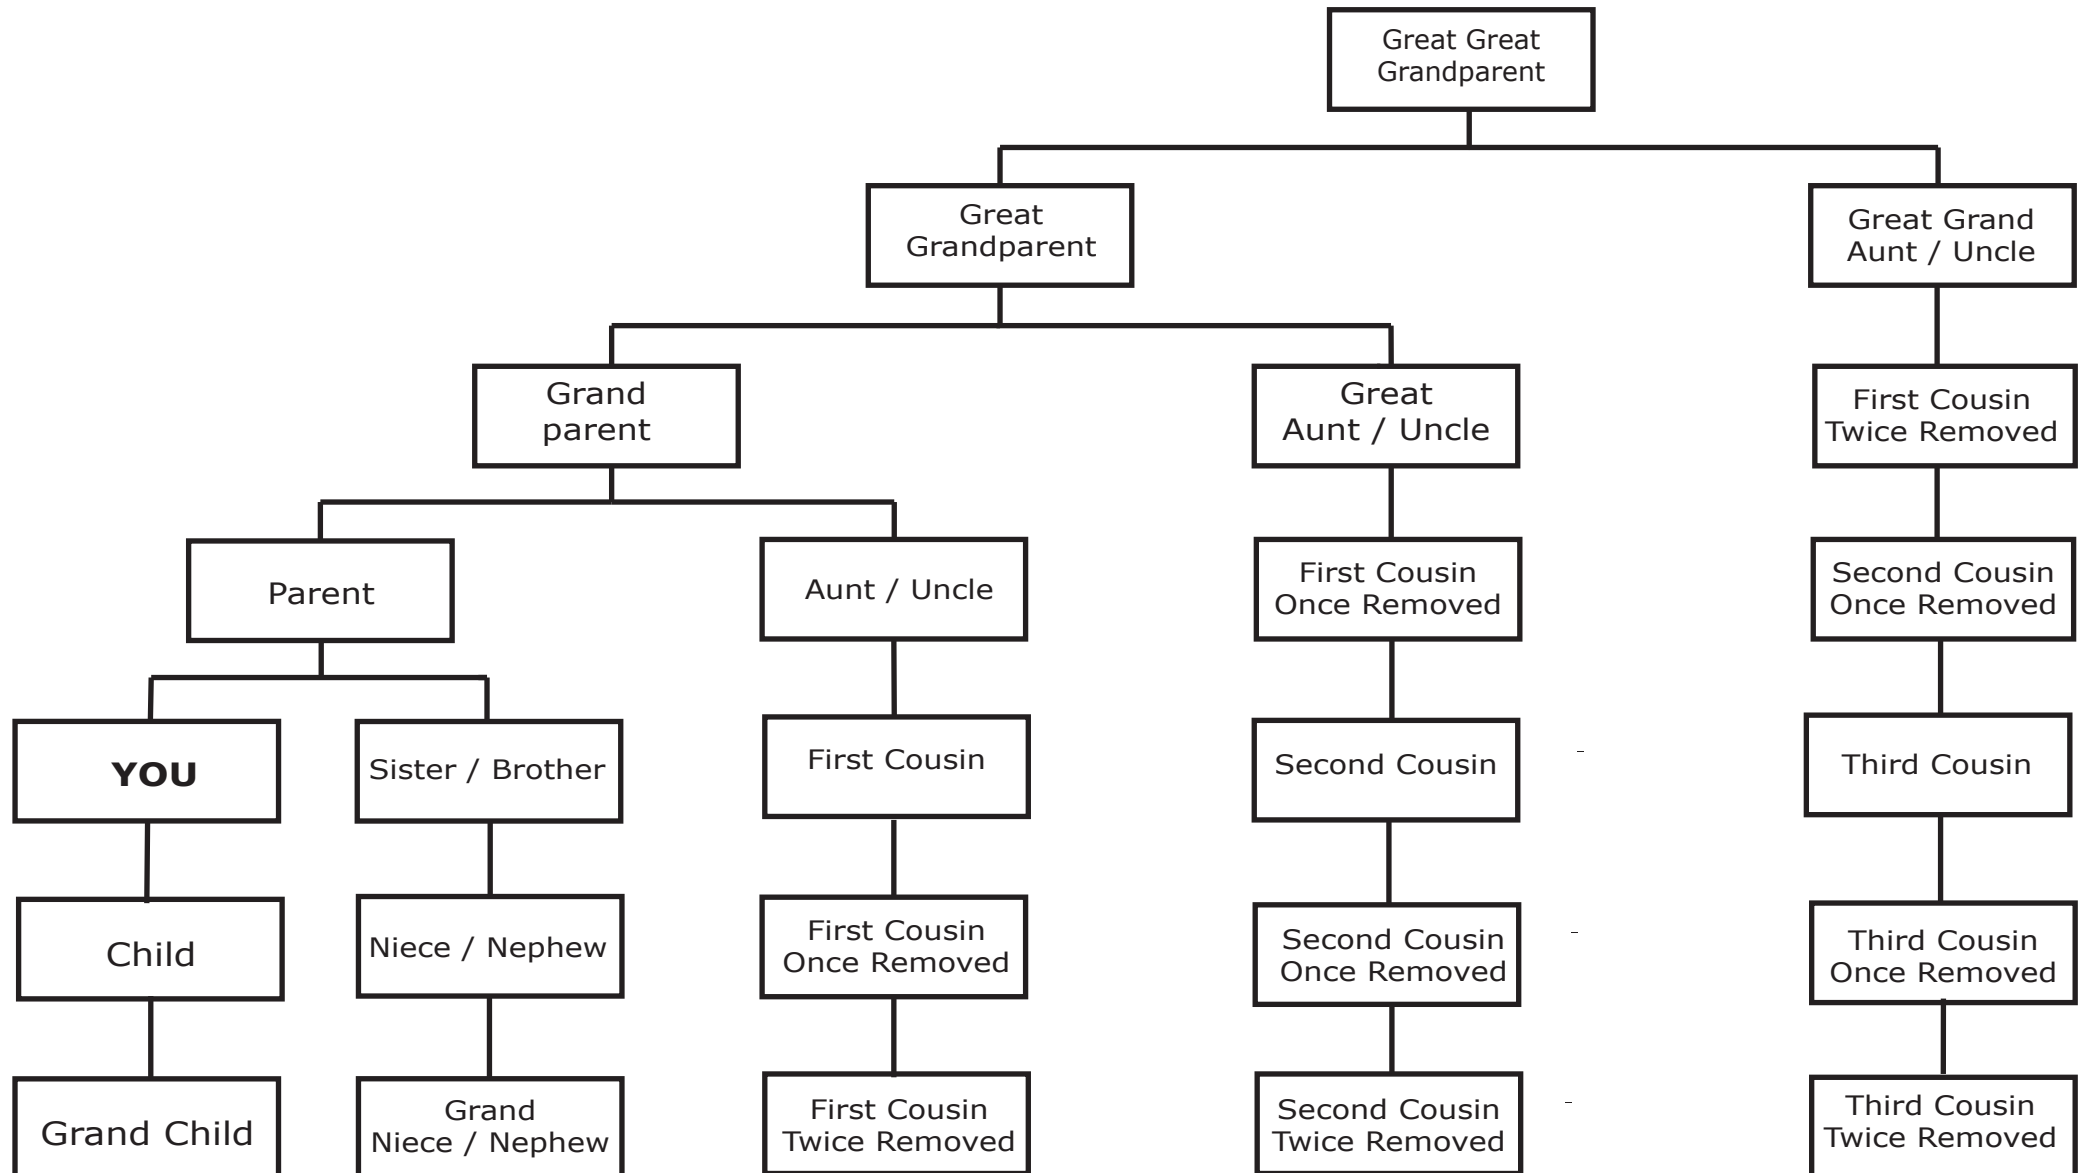 Great Great
Grandparent
Great
Grandparent
Great Grand
Aunt / Uncle
Grand
parent
Great
Aunt / Uncle
First Cousin
Twice Removed
Parent
Aunt / Uncle
First Cousin
Once Removed
Second Cousin
Once Removed
YOU
Sister / Brother
First Cousin
Second Cousin
Third Cousin
Child
Niece / Nephew
First Cousin
Once Removed
Second Cousin
Once Removed
Third Cousin
Once Removed
Grand Child
Grand
Niece / Nephew
First Cousin
Twice Removed
Second Cousin
Twice Removed
Third Cousin
Twice Removed